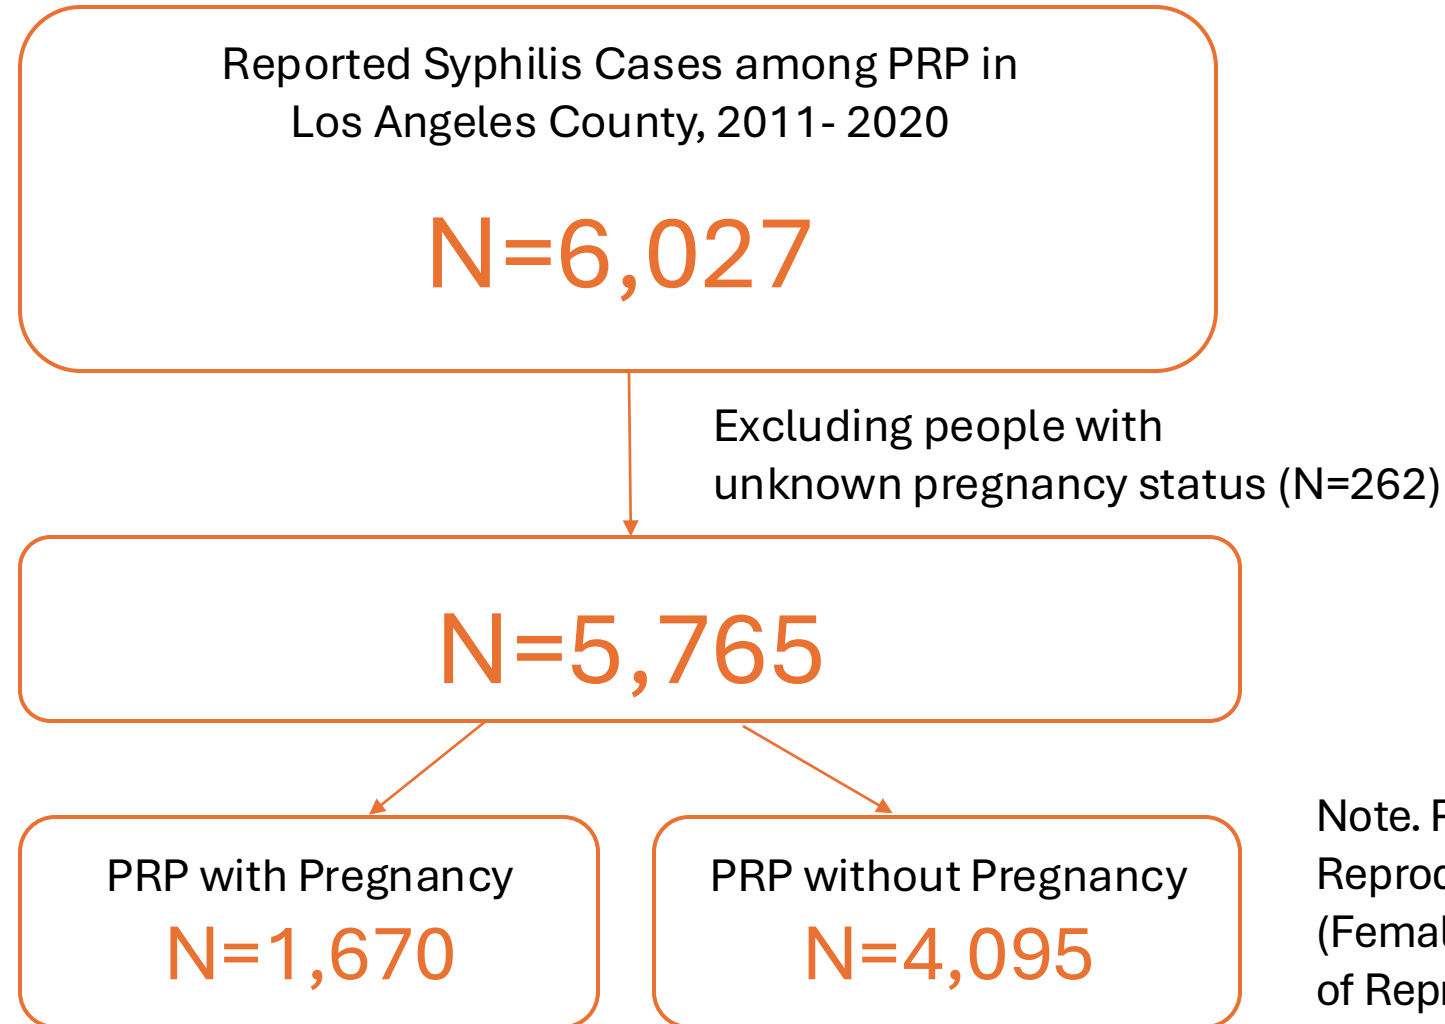 Reported Syphilis Cases among PRP in
Los Angeles County, 2011- 2020
N=6,027
Excluding people with
unknown pregnancy status (N=262)
N=5,765
PRP with Pregnancy
N=1,670
PRP without Pregnancy
N=4,095
Note.
of